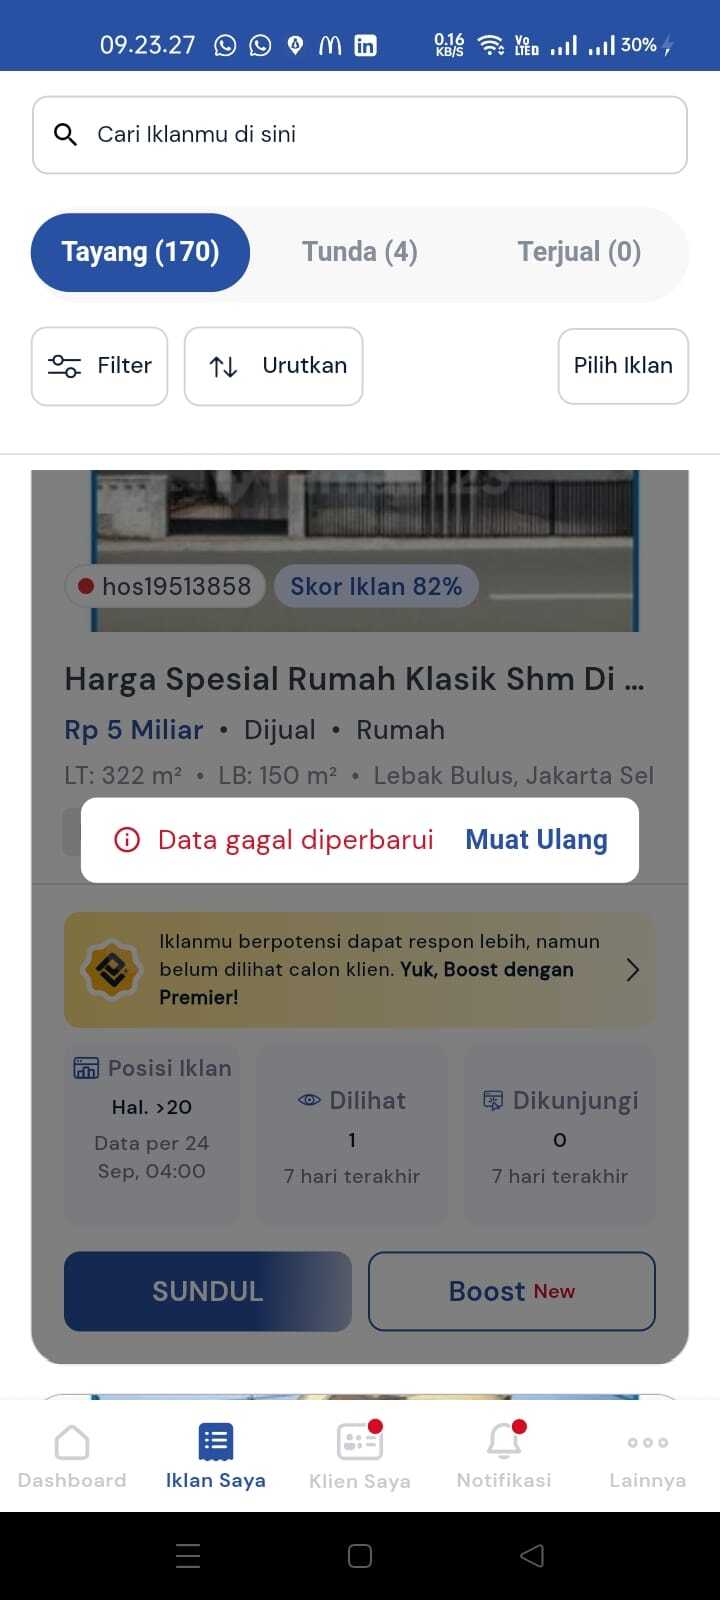 09.23.27
0.16 KB/S
Vo LTE
30%
Cari Iklanmu di sini
Tayang (170)
Tunda (4)
Terjual (0)
Filter
Urutkan
Pilih Iklan
hos19513858
Skor Iklan 82%
Harga Spesial Rumah Klasik Shm Di ...
Rp 5 Miliar • Dijual • Rumah
LT: 322 m² • LB: 150 m² • Lebak Bulus, Jakarta Sel
Data gagal diperbarui
Muat Ulang
Iklanmu berpotensi dapat respon lebih, namun
belum dilihat calon klien. Yuk, Boost dengan
Premier!
Posisi Iklan
Hal. >20
Data per 24
Sep, 04:00
Dilihat
1
7 hari terakhir
Dikunjungi
0
7 hari terakhir
SUNDUL
Boost New
Dashboard
Iklan Saya
Klien Saya
Notifikasi
Lainnya